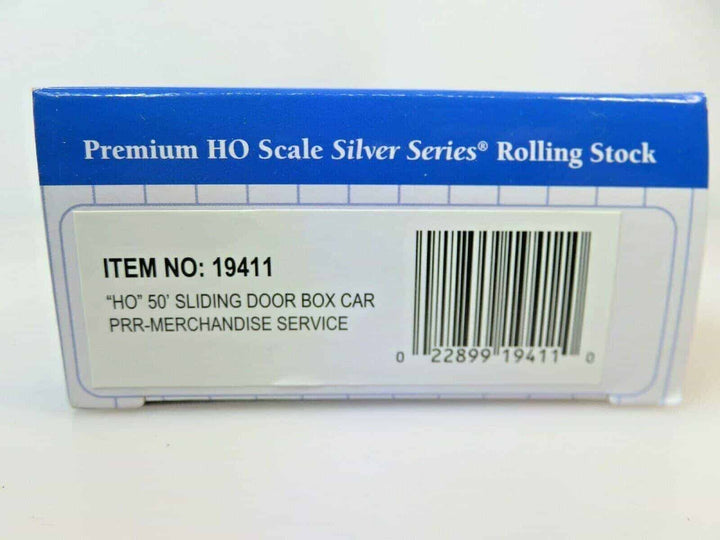 Premium HO Scale Silver Series® Rolling Stock
ITEM NO: 19411
“HO” 50’ SLIDING DOOR BOX CAR
PRR-MERCHANDISE SERVICE
0 22899 19411 0